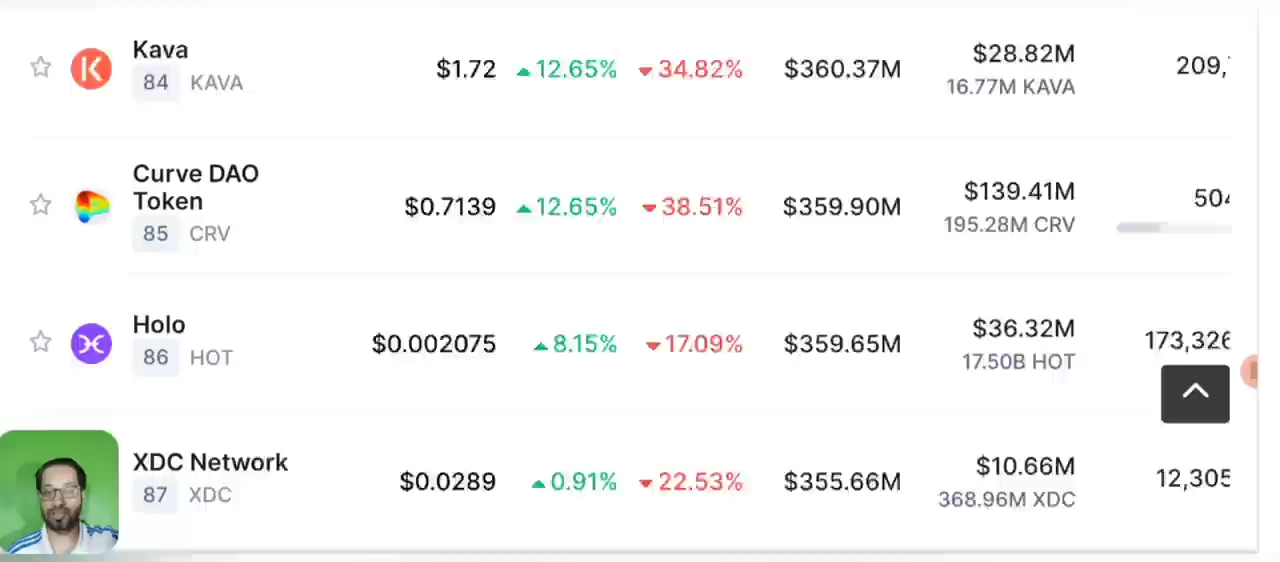 Kava
84 KAVA
$1.72 12.65% 34.82% $360.37M
$28.82M
16.77M KAVA
209,
Curve DAO
Token
85 CRV
$0.7139 12.65% 38.51% $359.90M
$139.41M
195.28M CRV
504
Holo
86 HOT
$0.002075 8.15% 17.09% $359.65M
$36.32M
17.50B HOT
173,326
XDC Network
87 XDC
$0.0289 0.91% 22.53% $355.66M
$10.66M
368.96M XDC
12,305